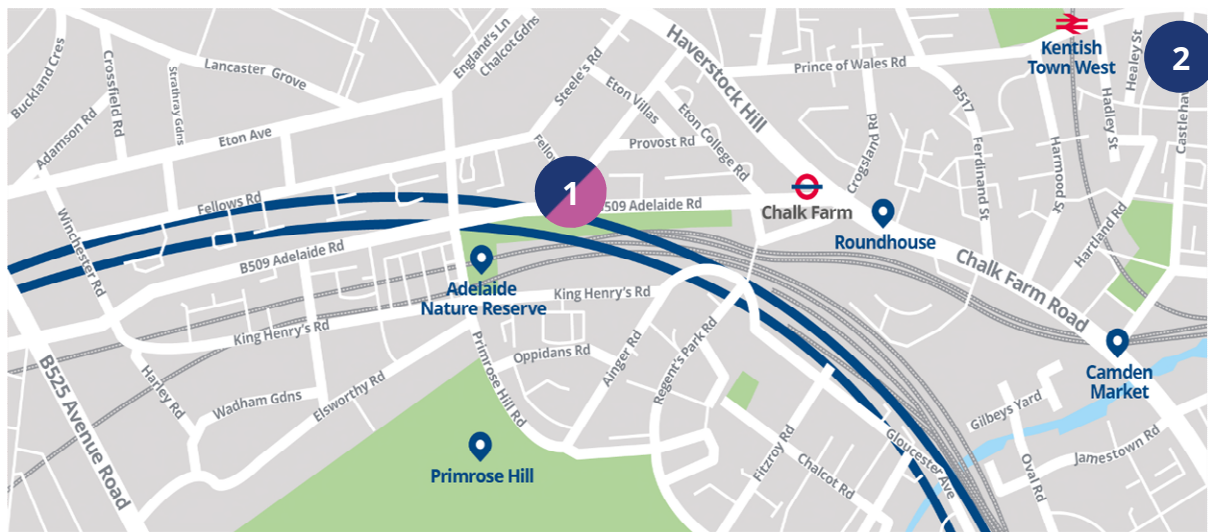 Buckland Cres
Crossfield Rd
Strathray Gdns
Lancaster Grove
England's Ln
Chalcot Gdns
Steele's Rd
Haverstock Hill
Prince of Wales Rd
Kentish
Town West
Healey St
2
Adamson Rd
Eton Ave
Eton Villas
Eton College Rd
Provost Rd
Crogsland Rd
B517
Ferdinand St
Harmood St
Hadley St
Fellows Rd
1
509 Adelaide Rd
Chalk Farm
Roundhouse
Hartland Rd
Winchester Rd
B509 Adelaide Rd
Adelaide
Nature Reserve
King Henry's Rd
Chalk Farm Road
King Henry's Rd
B525 Avenue Road
Harley Rd
Wadham Gdns
Elsworthy Rd
Primrose Hill Rd
Oppidans Rd
Ainger Rd
Regent's Park Rd
Camden
Market
Gilbeys Yard
Jamestown Rd
Oval Rd
Gloucester Ave
Fitzroy Rd
Chalcot Rd
Primrose Hill